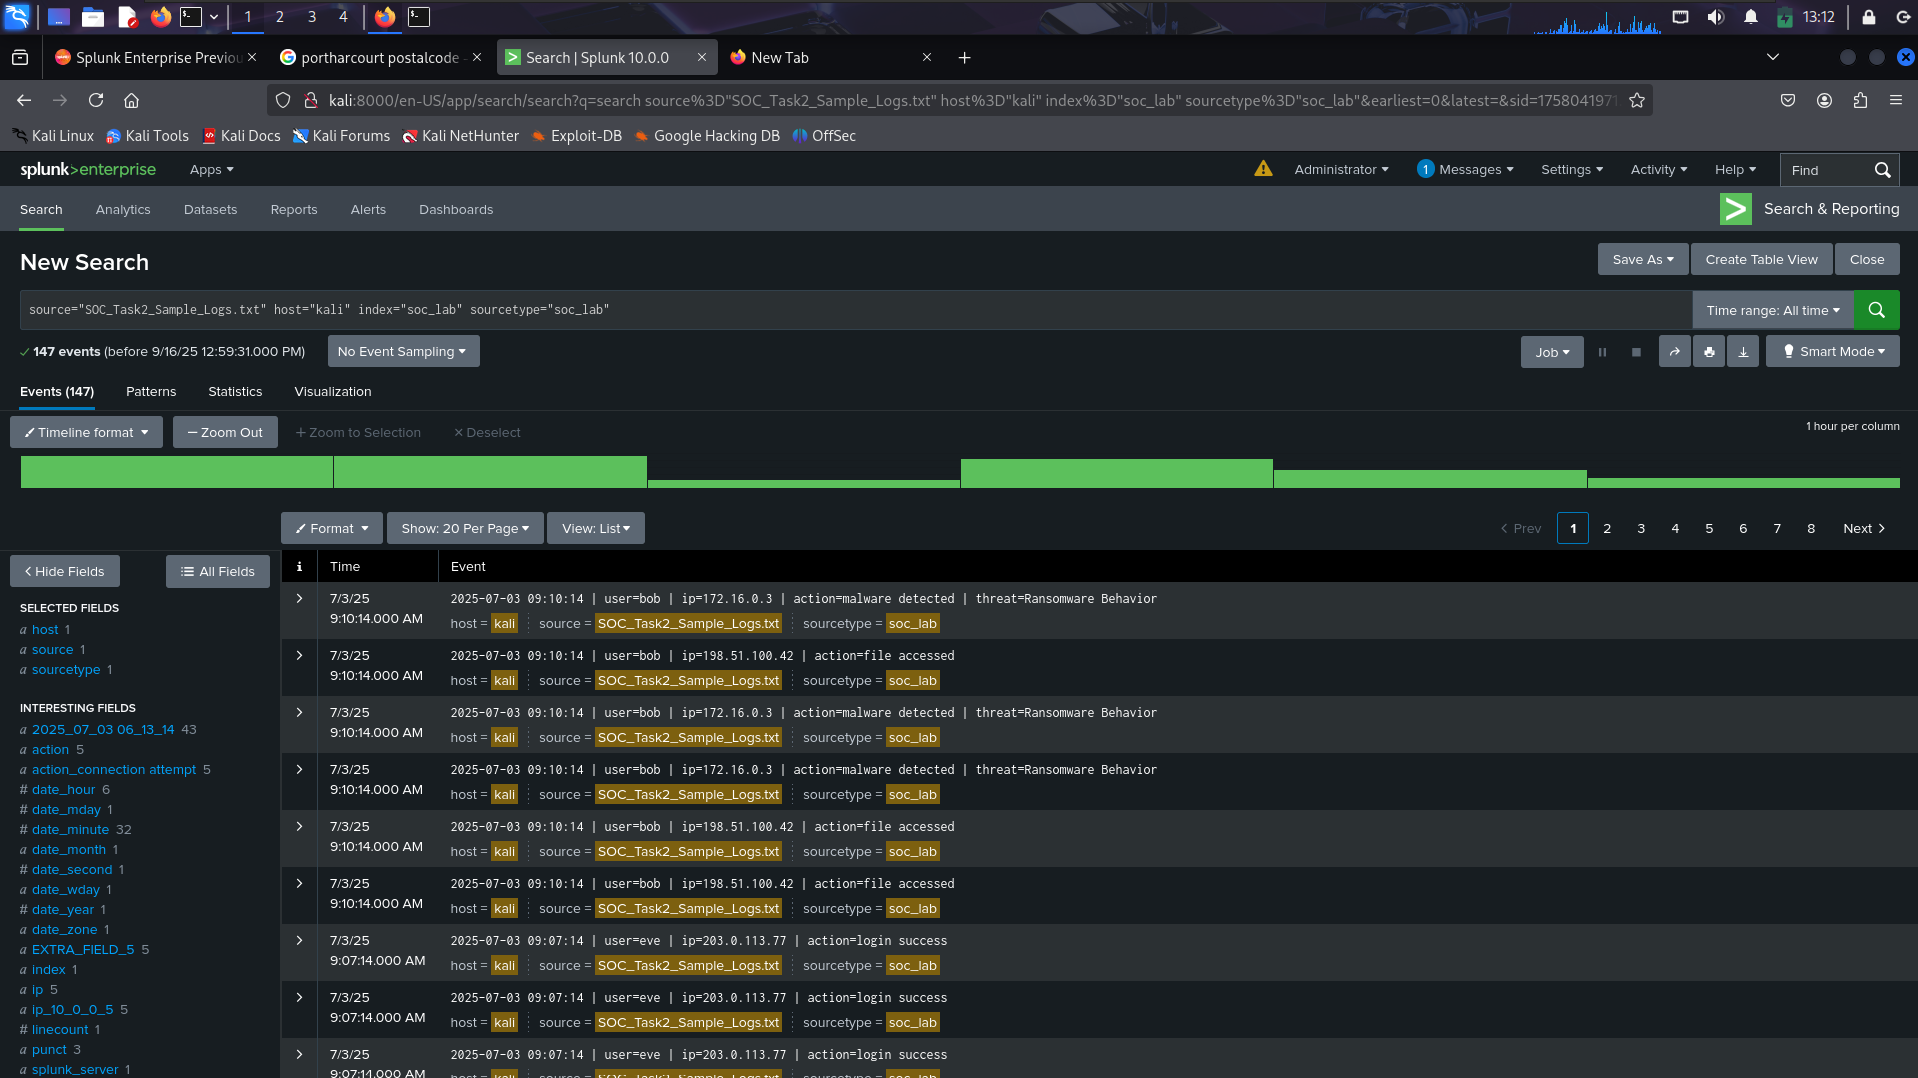 1 2 3 4 13:12
Splunk Enterprise Previou portharcourt postalcode - Search | Splunk 10.0.0 New Tab
kali:8000/en-US/app/search/search?q=search source%3D"SOC_Task2_Sample_Logs.txt" host%3D"kali" index%3D"soc_lab" sourcetype%3D"soc_lab"&earliest=0&latest=&sid=1758041971
Kali Linux Kali Tools Kali Docs Kali Forums Kali NetHunter Exploit-DB Google Hacking DB OffSec
splunk>enterprise Apps Administrator 1 Messages Settings Activity Help Find
Search Analytics Datasets Reports Alerts Dashboards Search & Reporting
New Search Save As Create Table View Close
source="SOC_Task2_Sample_Logs.txt" host="kali" index="soc_lab" sourcetype="soc_lab" Time range: All time
147 events (before 9/16/25 12:59:31.000 PM) No Event Sampling Job Smart Mode
Events (147) Patterns Statistics Visualization
Timeline format Zoom Out Zoom to Selection Deselect 1 hour per column
Format Show: 20 Per Page View: List Prev 1 2 3 4 5 6 7 8 Next
Hide Fields All Fields
SELECTED FIELDS
a host 1
a source 1
a sourcetype 1
INTERESTING FIELDS
a 2025_07_03 06_13_14 43
a action 5
a action_connection attempt 5
# date_hour 6
# date_mday 1
# date_minute 32
a date_month 1
# date_second 1
a date_wday 1
# date_year 1
a date_zone 1
a EXTRA_FIELD_5 5
a index 1
a ip 5
a ip_10_0_0_5 5
# linecount 1
a punct 3
a splunk_server 1
i Time Event
7/3/25 2025-07-03 09:10:14 | user=bob | ip=172.16.0.3 | action=malware detected | threat=Ransomware Behavior
9:10:14.000 AM host = kali source = SOC_Task2_Sample_Logs.txt sourcetype = soc_lab
7/3/25 2025-07-03 09:10:14 | user=bob | ip=198.51.100.42 | action=file accessed
9:10:14.000 AM host = kali source = SOC_Task2_Sample_Logs.txt sourcetype = soc_lab
7/3/25 2025-07-03 09:10:14 | user=bob | ip=172.16.0.3 | action=malware detected | threat=Ransomware Behavior
9:10:14.000 AM host = kali source = SOC_Task2_Sample_Logs.txt sourcetype = soc_lab
7/3/25 2025-07-03 09:10:14 | user=bob | ip=172.16.0.3 | action=malware detected | threat=Ransomware Behavior
9:10:14.000 AM host = kali source = SOC_Task2_Sample_Logs.txt sourcetype = soc_lab
7/3/25 2025-07-03 09:10:14 | user=bob | ip=198.51.100.42 | action=file accessed
9:10:14.000 AM host = kali source = SOC_Task2_Sample_Logs.txt sourcetype = soc_lab
7/3/25 2025-07-03 09:10:14 | user=bob | ip=198.51.100.42 | action=file accessed
9:10:14.000 AM host = kali source = SOC_Task2_Sample_Logs.txt sourcetype = soc_lab
7/3/25 2025-07-03 09:07:14 | user=eve | ip=203.0.113.77 | action=login success
9:07:14.000 AM host = kali source = SOC_Task2_Sample_Logs.txt sourcetype = soc_lab
7/3/25 2025-07-03 09:07:14 | user=eve | ip=203.0.113.77 | action=login success
9:07:14.000 AM host = kali source = SOC_Task2_Sample_Logs.txt sourcetype = soc_lab
7/3/25 2025-07-03 09:07:14 | user=eve | ip=203.0.113.77 | action=login success
9:07:14.000 AM